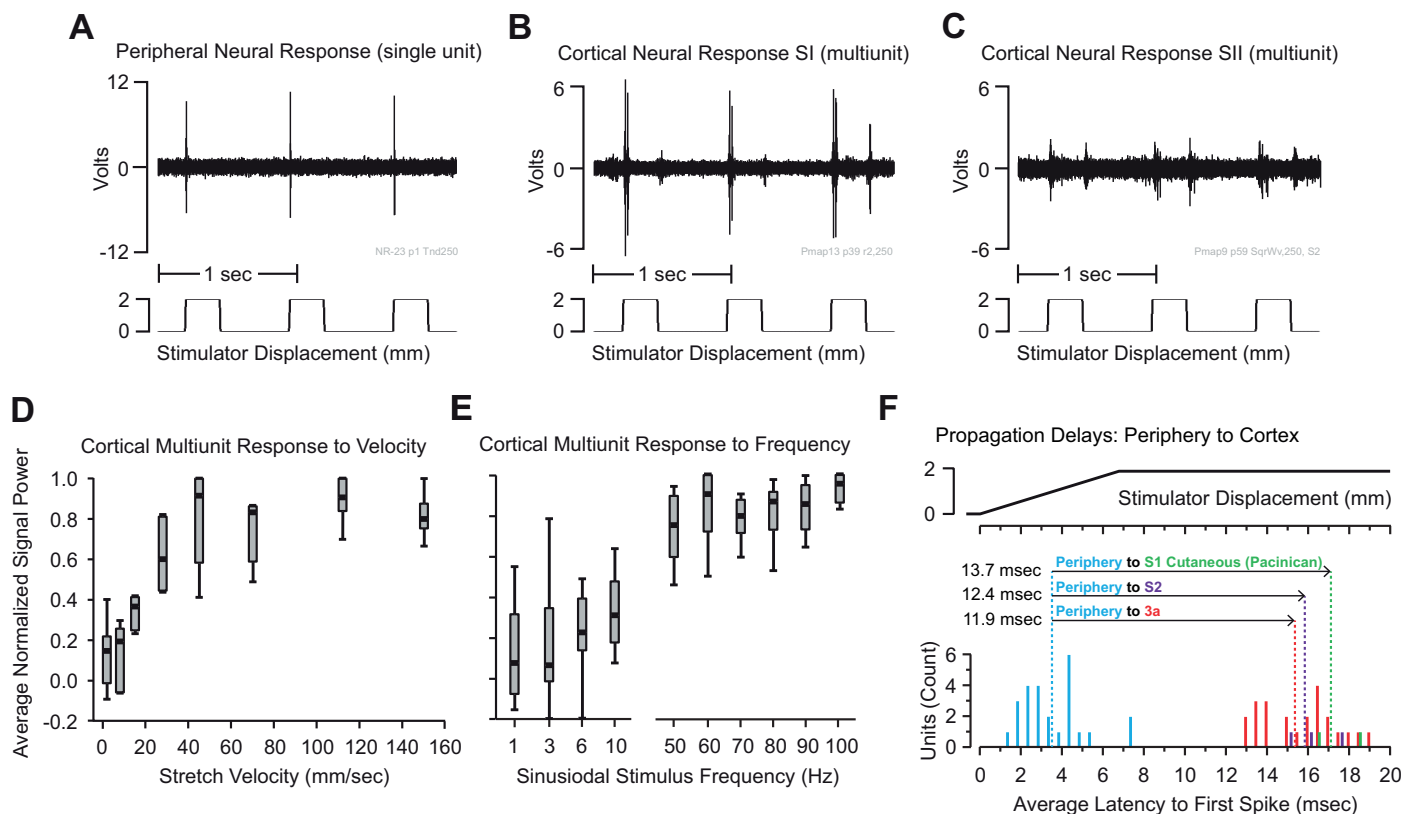 A
Peripheral Neural Response (single unit)
12
0
-12
Volts
NR-23 p1 Tnd250
1 sec
2
0
Stimulator Displacement (mm)
B
Cortical Neural Response SI (multiunit)
6
0
-6
Volts
Pmap13 p39 r2,250
1 sec
2
0
Stimulator Displacement (mm)
C
Cortical Neural Response SII (multiunit)
6
0
-6
Volts
Pmap9 p59 SqrWv,250, S2
1 sec
2
0
Stimulator Displacement (mm)
D
Cortical Multiunit Response to Velocity
Average Normalized Signal Power
1.0
0.8
0.6
0.4
0.2
0.0
-0.2
0 20 40 60 80 100 120 140 160
Stretch Velocity (mm/sec)
E
Cortical Multiunit Response to Frequency
1 3 6 10 50 60 70 80 90 100
Sinusiodal Stimulus Frequency (Hz)
F
Propagation Delays: Periphery to Cortex
2
0
Stimulator Displacement (mm)
13.7 msec
Periphery to S1 Cutaneous (Pacinican)
12.4 msec
Periphery to S2
11.9 msec
Periphery to 3a
Units (Count)
6
4
2
0
0 2 4 6 8 10 12 14 16 18 20
Average Latency to First Spike (msec)